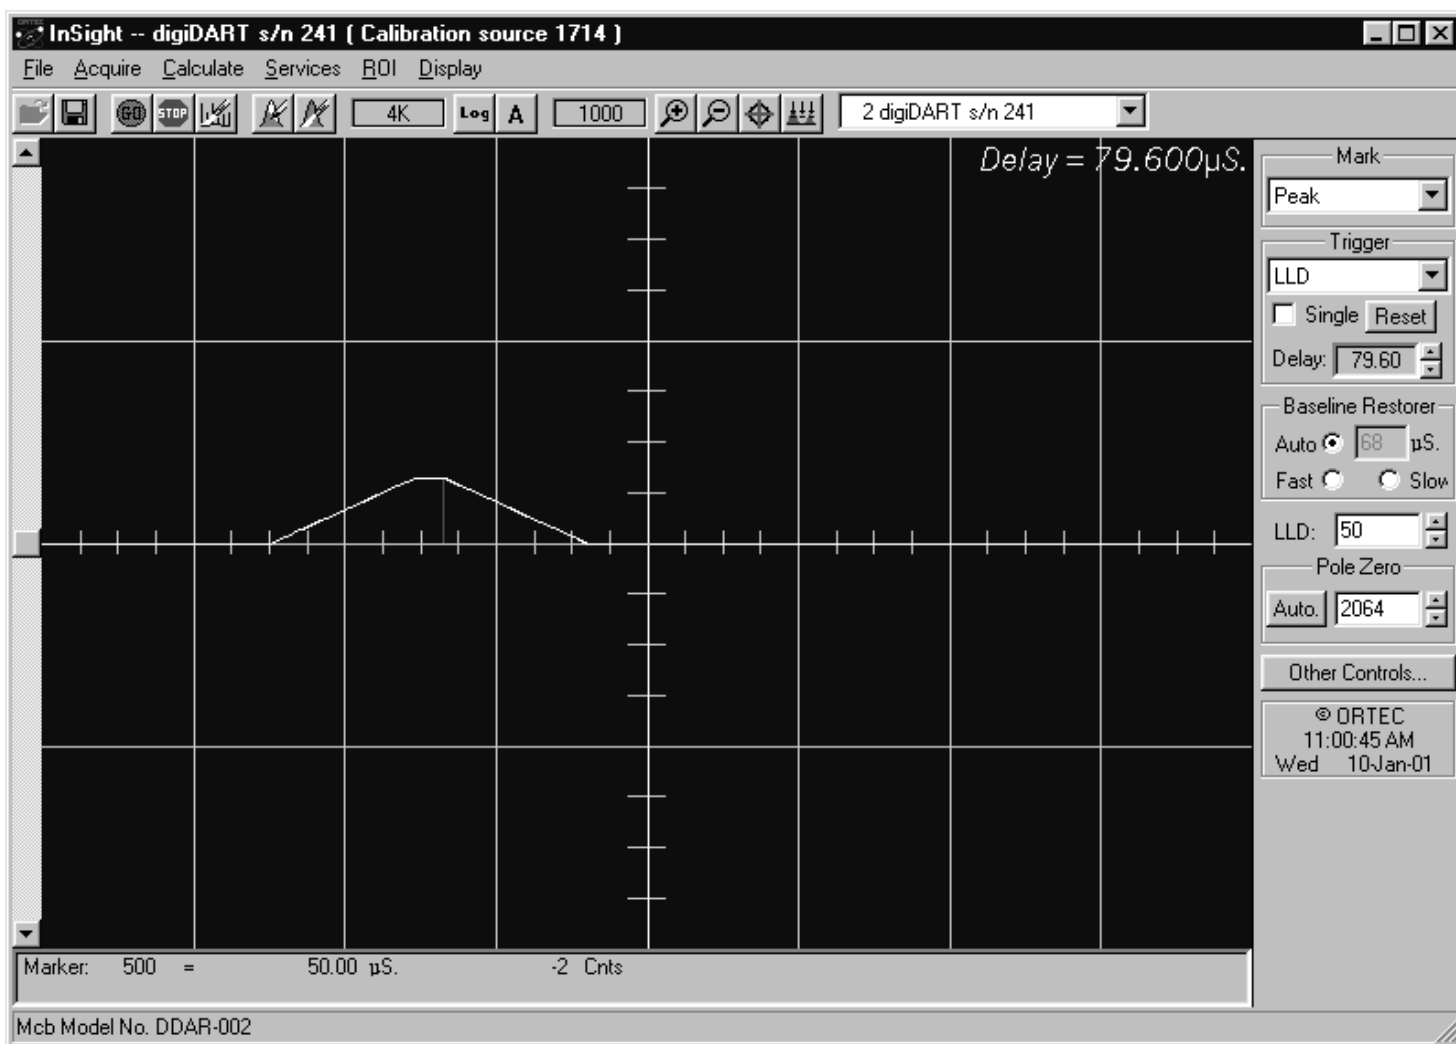 ORTEC
InSight -- digiDART s/n 241 ( Calibration source 1714 )
File Acquire Calculate Services ROI Display
GO STOP 4K Log A 1000 2 digiDART s/n 241
Delay = 79.600µS.
Mark
Peak
Trigger
LLD
Single Reset
Delay: 79.60
Baseline Restorer
Auto 68 µS.
Fast Slow
LLD: 50
Pole Zero
Auto. 2064
Other Controls...
© ORTEC
11:00:45 AM
Wed 10-Jan-01
Marker: 500 = 50.00 µS. -2 Cnts
Mcb Model No. DDAR-002